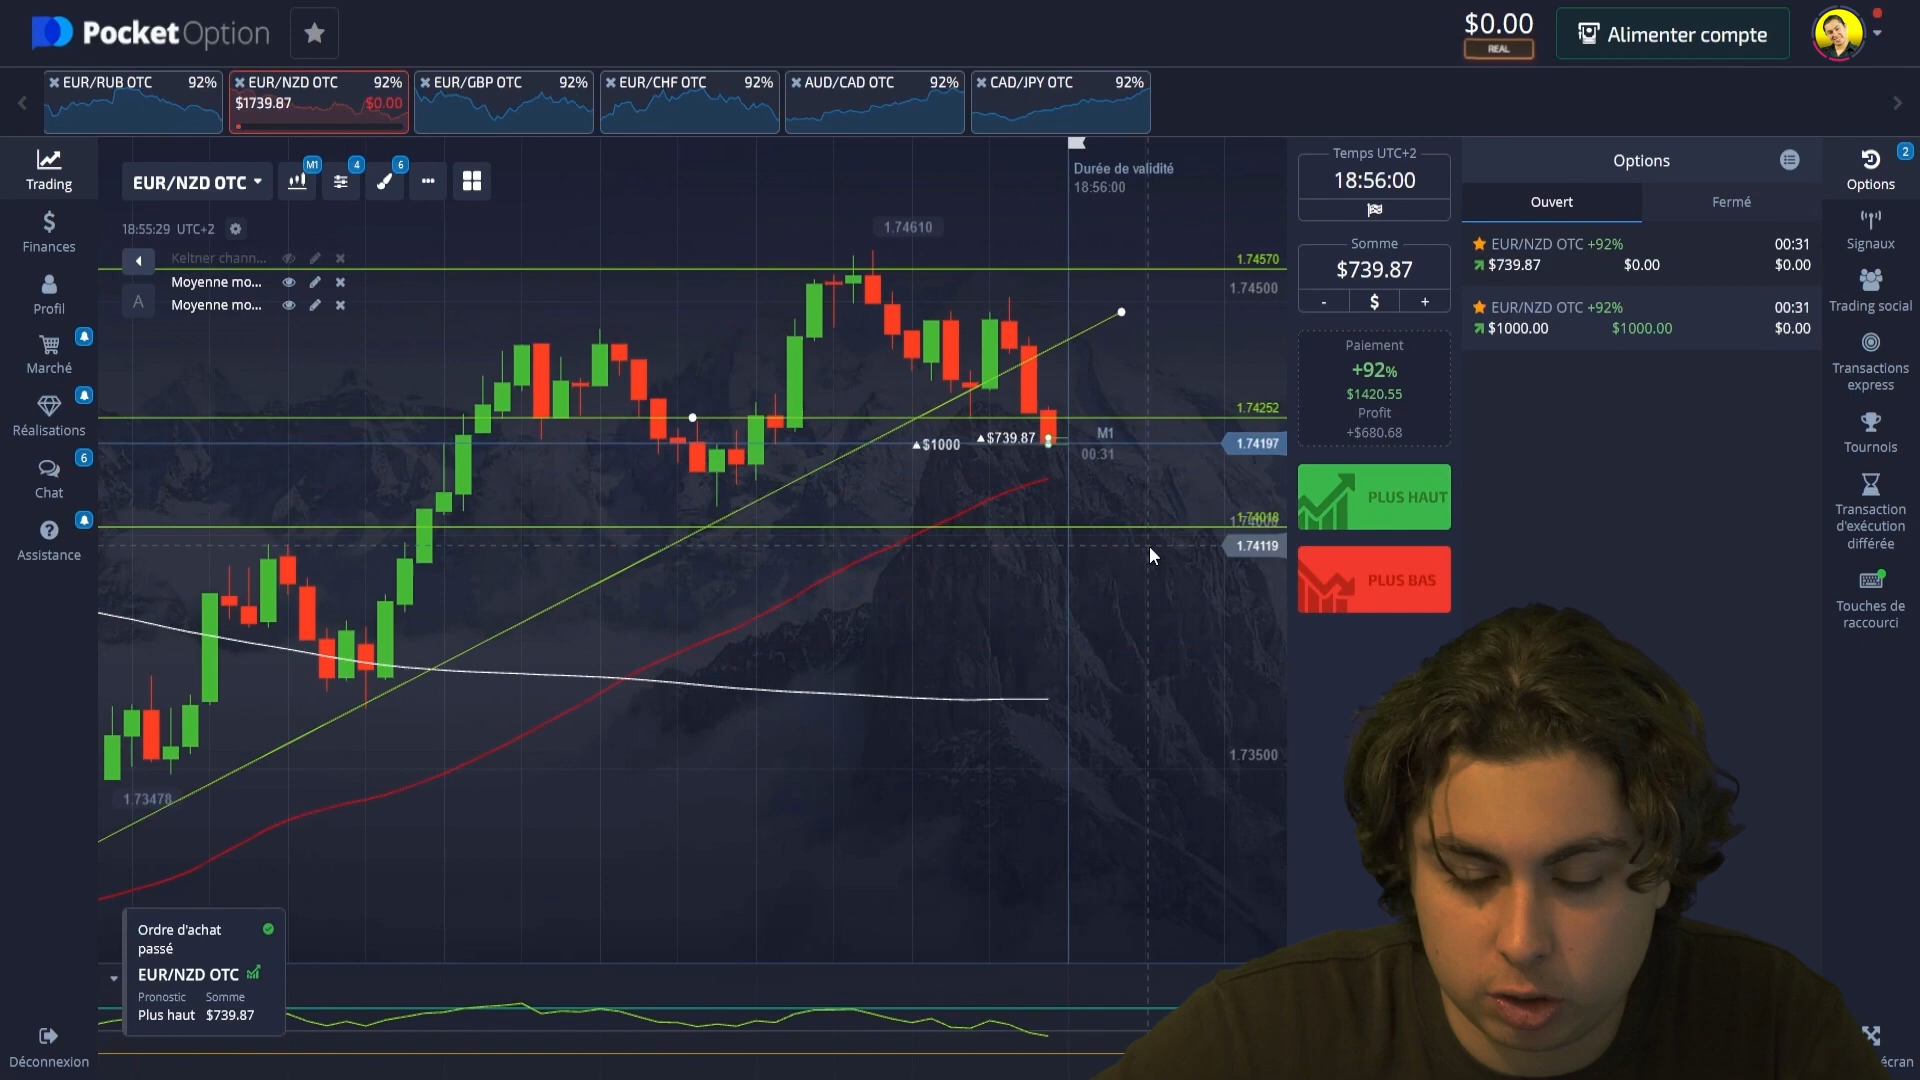 PocketOption
$0.00
REAL
Alimenter compte
EUR/RUB OTC 92%
EUR/NZD OTC 92%
$1739.87 $0.00
EUR/GBP OTC 92%
EUR/CHF OTC 92%
AUD/CAD OTC 92%
CAD/JPY OTC 92%
Trading
Finances
Profil
Marché
Réalisations
6
Chat
Assistance
Déconnexion
EUR/NZD OTC
M1
4
6
18:55:29 UTC+2
Keltner chann...
Moyenne mo...
A
Moyenne mo...
Durée de validité
18:56:00
1.74610
1.74570
1.74500
1.74252
$1000
$739.87
M1
00:31
1.74197
1.74018
1.74119
1.73500
1.73478
Ordre d'achat
passé
EUR/NZD OTC
Pronostic Somme
Plus haut $739.87
Temps UTC+2
18:56:00
Somme
$739.87
- $ +
Paiement
+92%
$1420.55
Profit
+$680.68
PLUS HAUT
PLUS BAS
Options
Ouvert Fermé
EUR/NZD OTC +92% 00:31
$739.87 $0.00 $0.00
EUR/NZD OTC +92% 00:31
$1000.00 $1000.00 $0.00
2
Options
Signaux
Trading social
Transactions
express
Tournois
Transaction
d'exécution
différée
Touches de
raccourci
écran